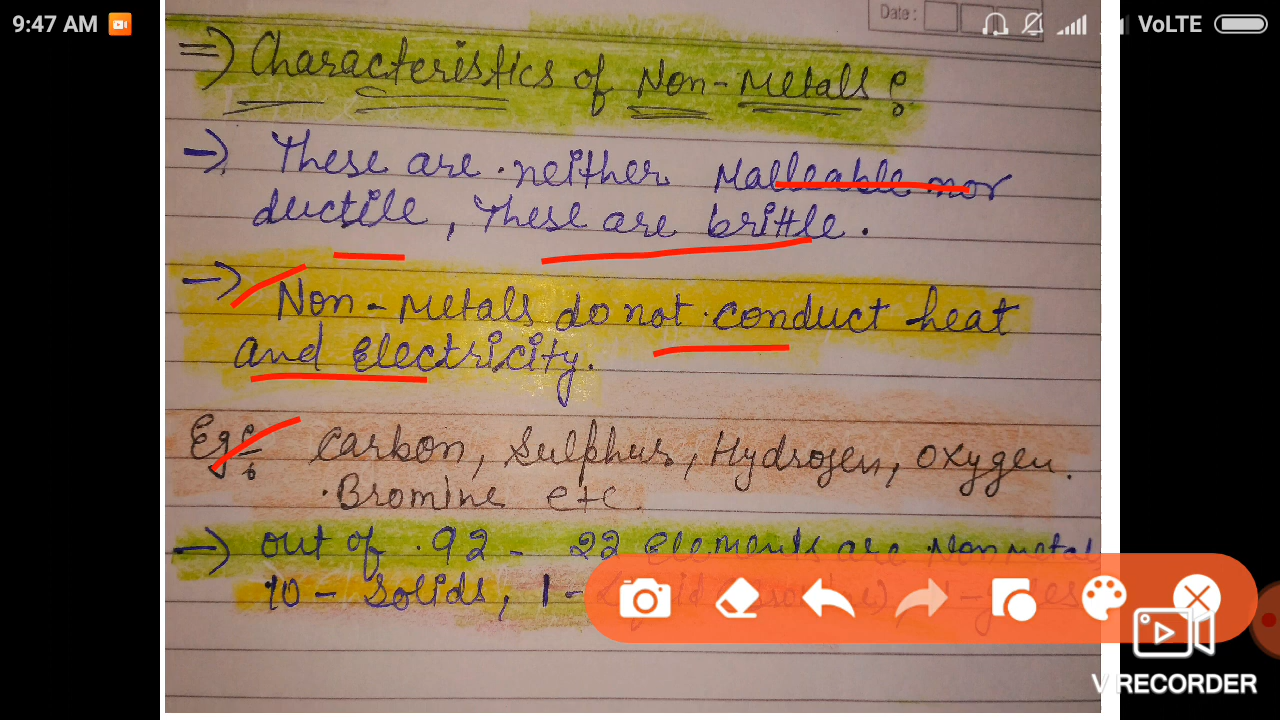 9:47 AM
VoLTE
Date :
=) Characteristics of Non-Metals :
-) These are neither Malleable nor
ductile, These are brittle.
-) Non-Metals do not conduct heat
and Electricity.
Eg: Carbon, Sulphur, Hydrogen, Oxygen.
Bromine etc.
-) out of 92 - 22 Elements are Nonmetal
10 - Solids, 1 -
V RECORDER